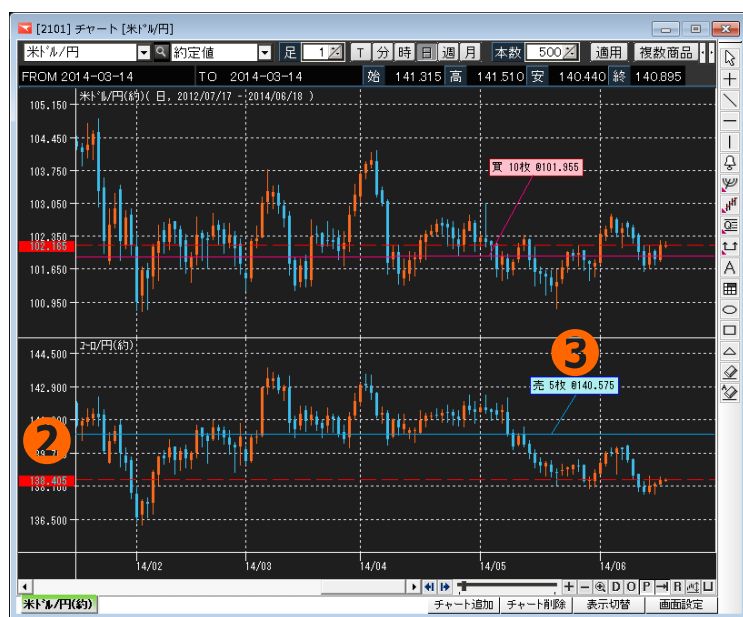 [2101] チャート [米ﾄﾞﾙ/円]
米ﾄﾞﾙ/円 約定値 足 1 T 分 時 日 週 月 本数 500 適用 複数商品
FROM 2014-03-14 TO 2014-03-14 始 141.315 高 141.510 安 140.440 終 140.895
米ﾄﾞﾙ/円(約)( 日, 2012/07/17 - 2014/06/18 )
105.150
104.450
103.750
買 10枚 @101.955
103.050
102.350
102.165
101.650
100.950
ﾕｰﾛ/円(約)
144.500
3
142.900
売 5枚 @140.575
2
138.405
136.500
14/02 14/03 14/04 14/05 14/06
+ - D O P R
米ﾄﾞﾙ/円(約) チャート追加 チャート削除 表示切替 画面設定
A